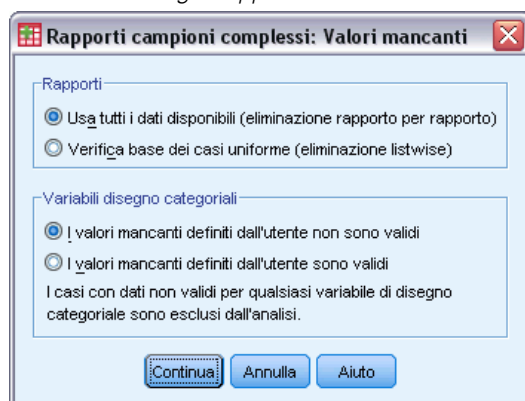 Rapporti campioni complessi: Valori mancanti
Rapporti
Usa tutti i dati disponibili (eliminazione rapporto per rapporto)
Verifica base dei casi uniforme (eliminazione listwise)
Variabili disegno categoriali
I valori mancanti definiti dall'utente non sono validi
I valori mancanti definiti dall'utente sono validi
I casi con dati non validi per qualsiasi variabile di disegno
categoriale sono esclusi dall'analisi.
Continua Annulla Aiuto